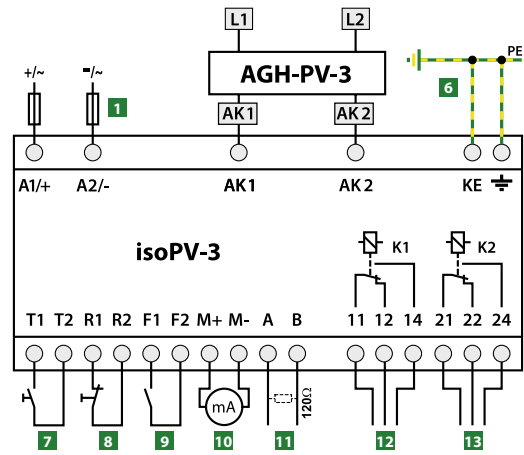 L1 L2
AGH-PV-3
PE
+/~ -/~
1
AK1 AK2
6
A1/+ A2/- AK1 AK2 KE
isoPV-3
K1 K2
T1 T2 R1 R2 F1 F2 M+ M- A B 11 12 14 21 22 24
mA
120Ω
7 8 9 10 11 12 13